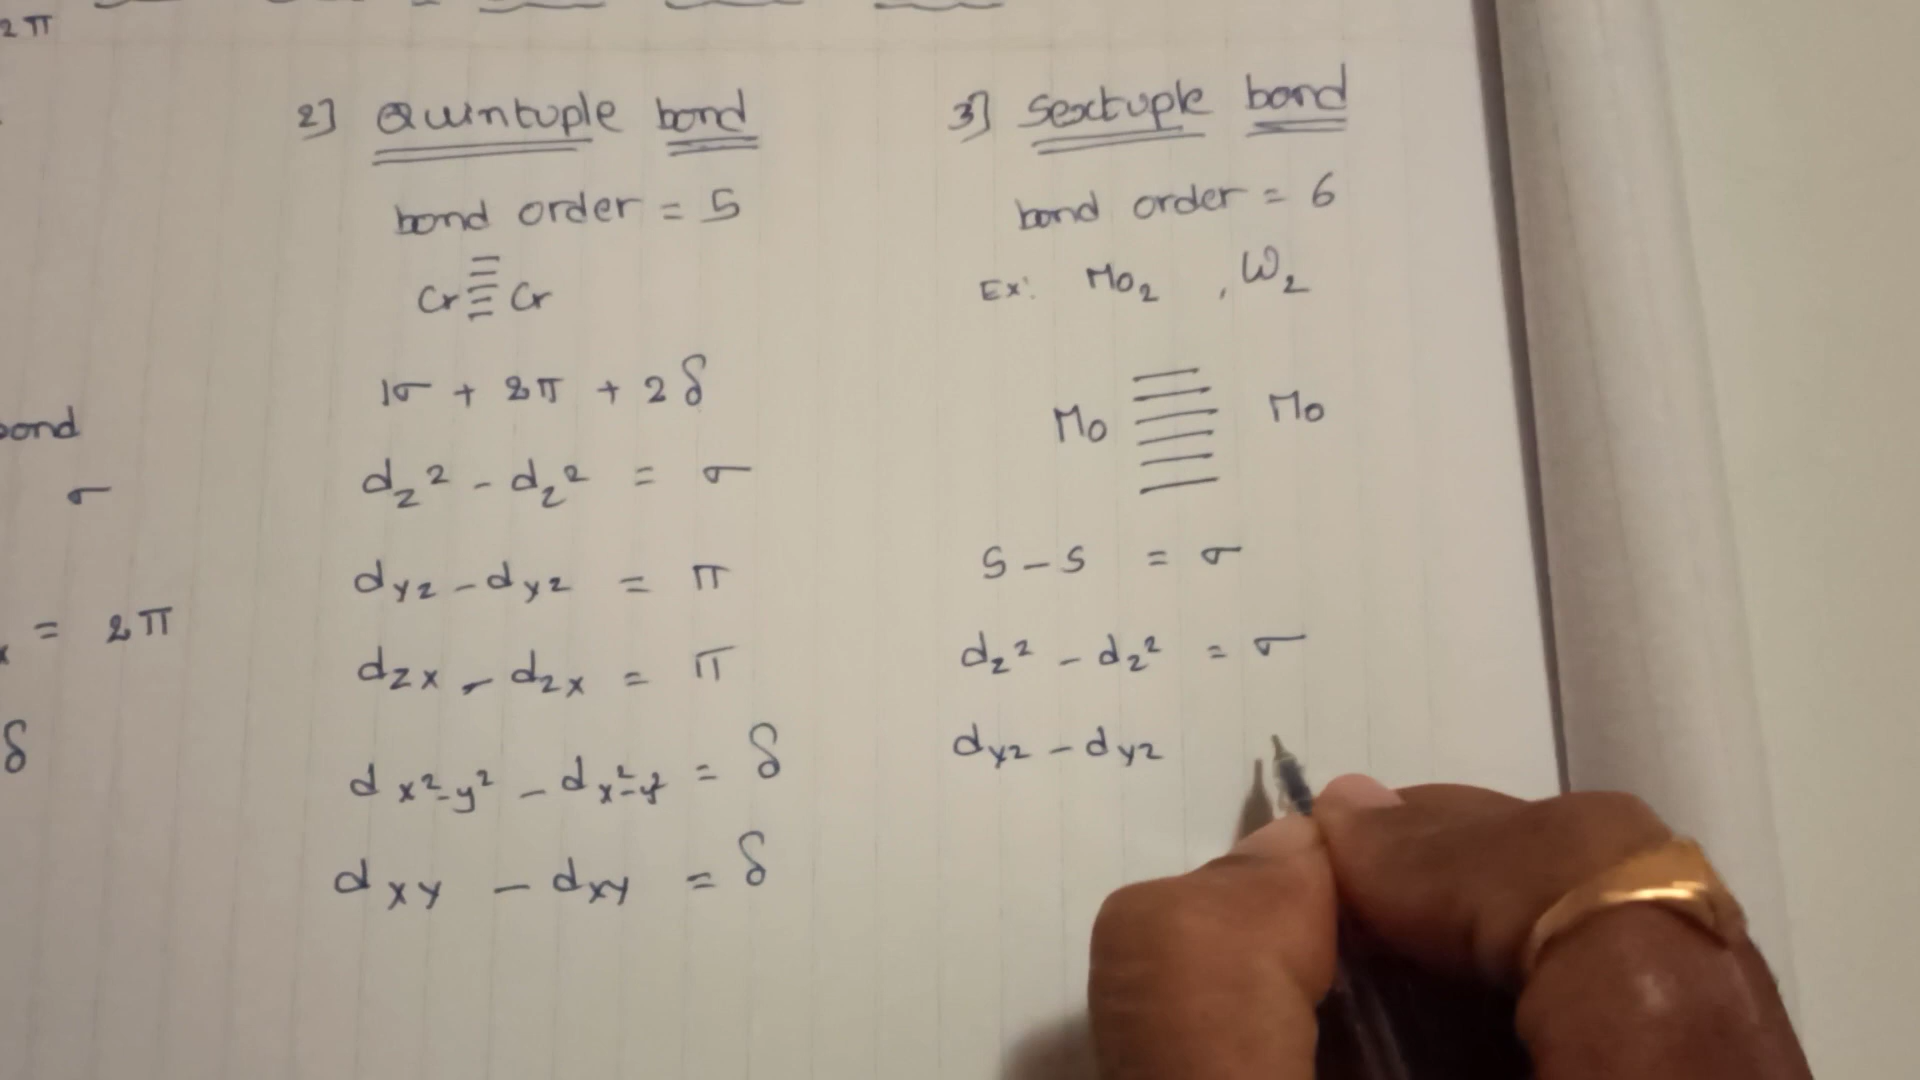 2π
ond
σ
= 2π
δ
2] Quintuple bond
bond order = 5
Cr ≡ Cr
1σ + 2π + 2δ
dz² - dz² = σ
dyz - dyz = π
dzx - dzx = π
dx²-y² - dx²-y² = δ
dxy - dxy = δ
3] Sextuple bond
bond order = 6
Ex: Mo₂ , W₂
Mo Mo
S - S = σ
dz² - dz² = σ
dyz - dyz